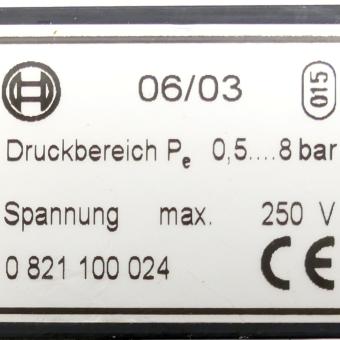 06/03 015
Druckbereich Pe 0,5....8 bar
Spannung max. 250 V
0 821 100 024 CE